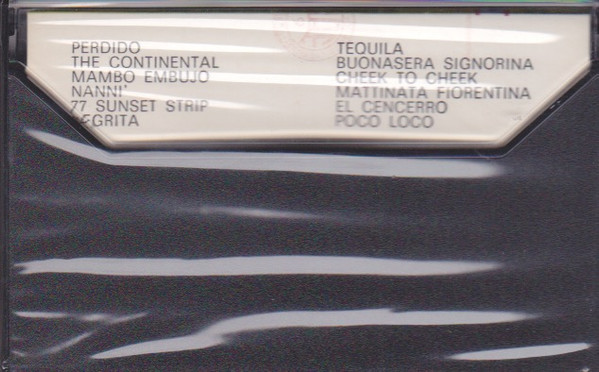 PERDIDO
THE CONTINENTAL
MAMBO EMBUJO
NANNI'
77 SUNSET STRIP
TEQUILA
BUONASERA SIGNORINA
CHEEK TO CHEEK
MATTINATA FIORENTINA
EL CENCERRO
POCO LOCO